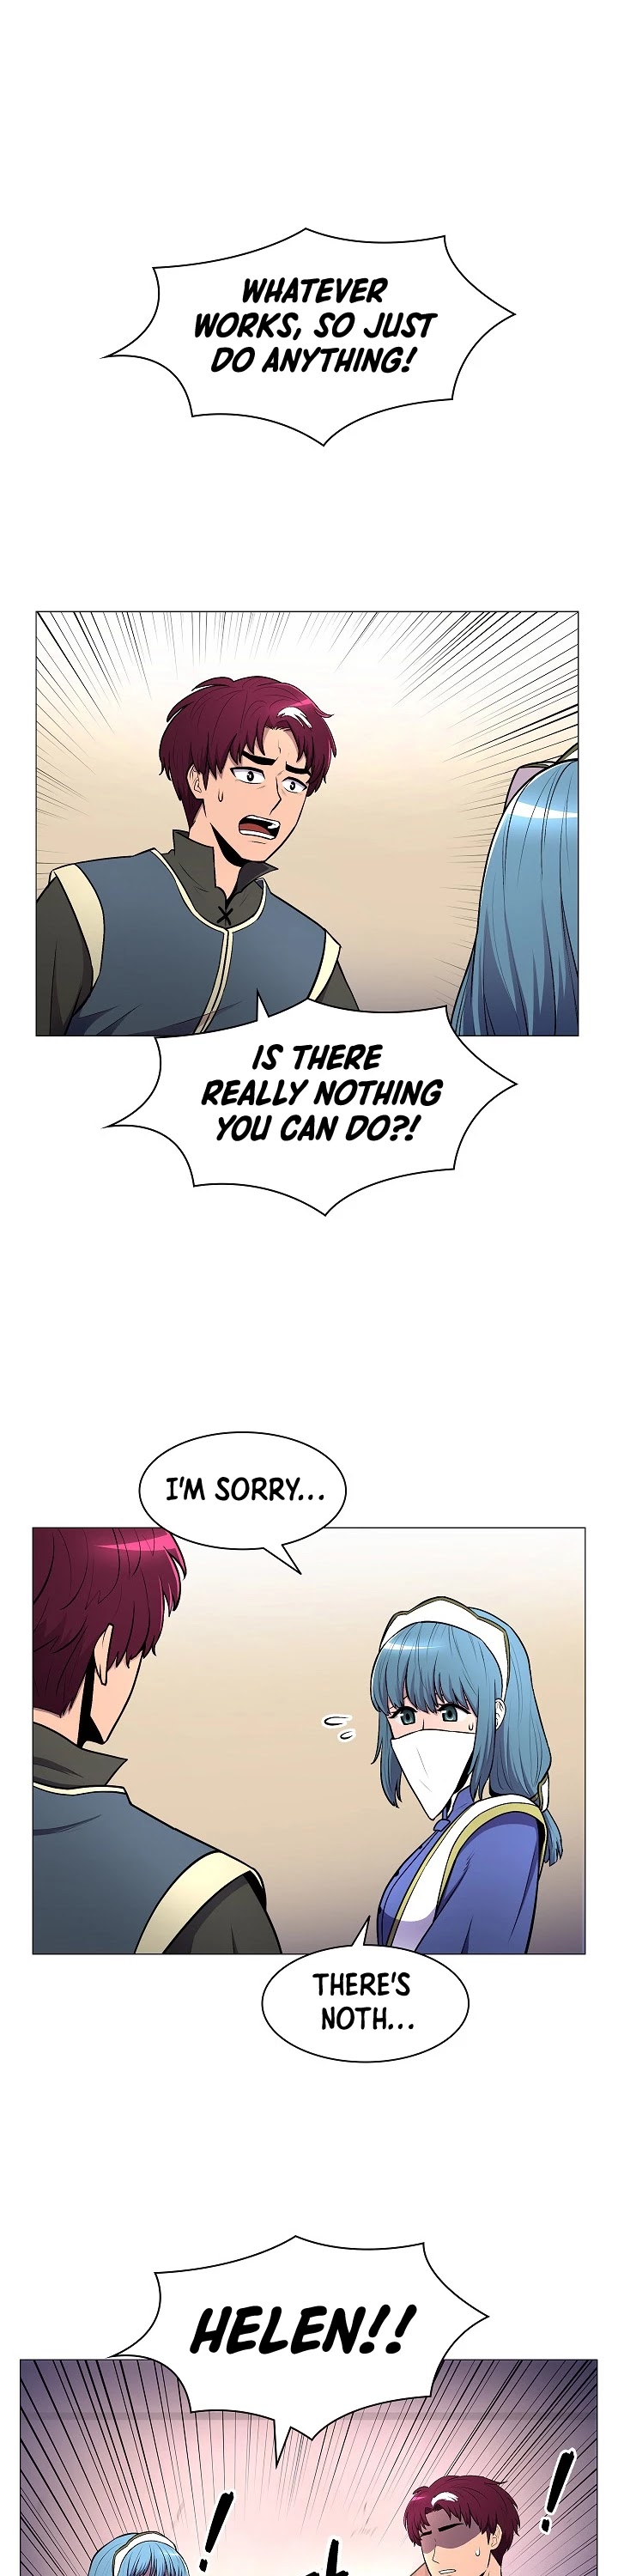 WHATEVER
WORKS, SO JUST
DO ANYTHING!
IS THERE
REALLY NOTHING
YOU CAN DO?!
I'M SORRY...
THERE'S
NOTH...
HELEN!!
!
!